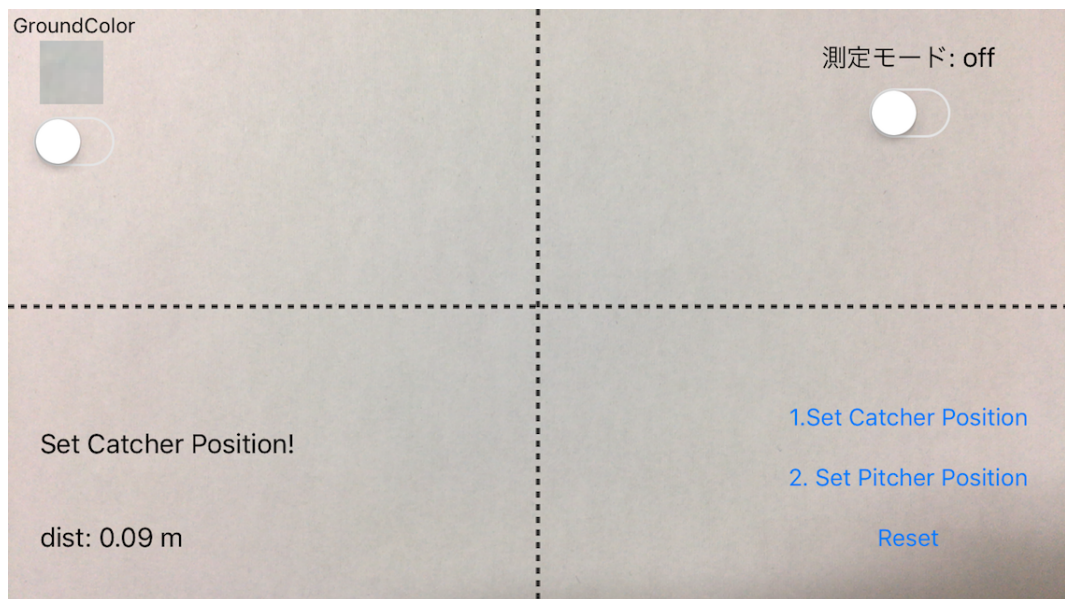 GroundColor
測定モード: off
Set Catcher Position!
dist: 0.09 m
1.Set Catcher Position
2. Set Pitcher Position
Reset